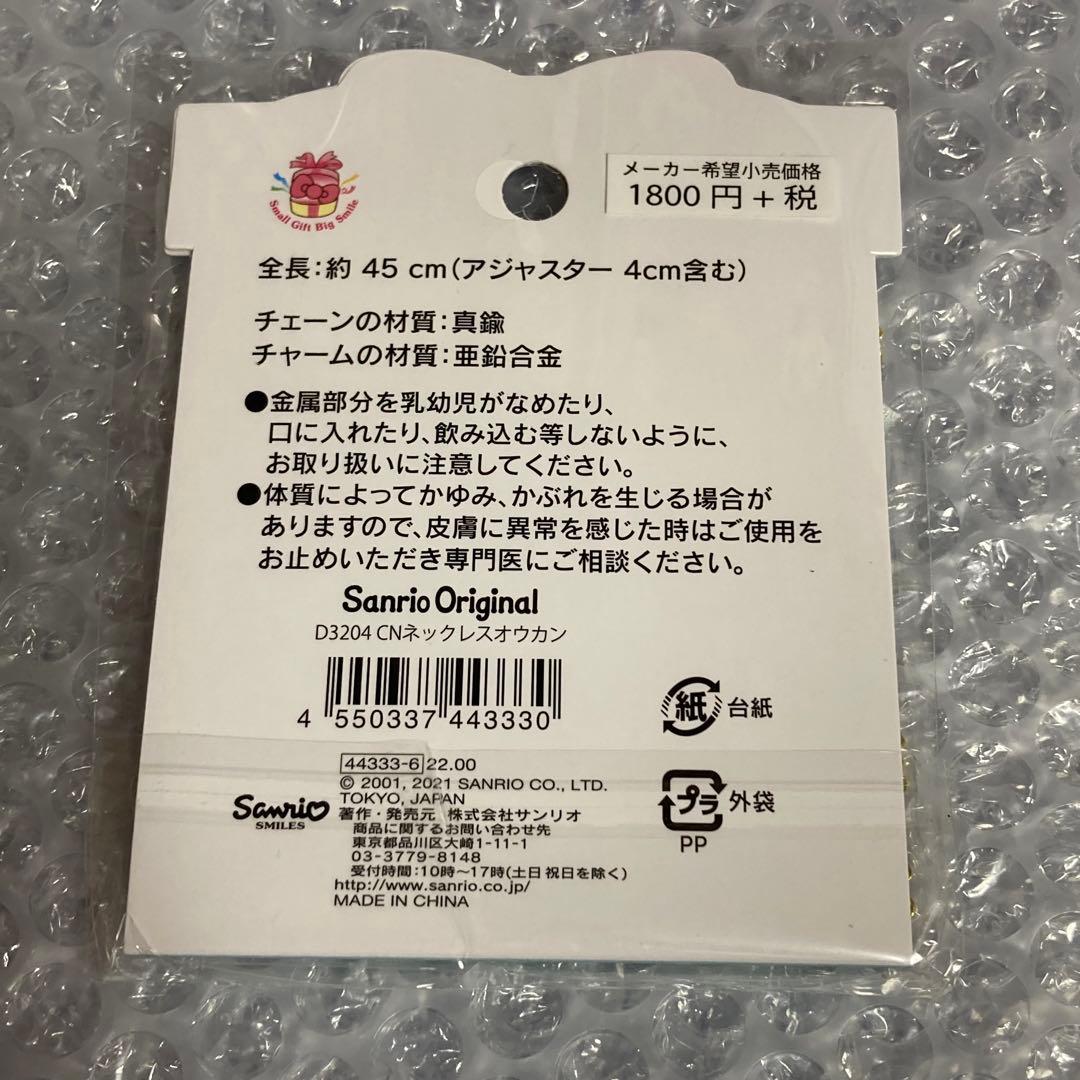 Small Gift Big Smile
メーカー希望小売価格
1800 円 + 税
全長：約 45 cm（アジャスター 4cm含む）
チェーンの材質：真鍮
チャームの材質：亜鉛合金
●金属部分を乳幼児がなめたり、
口に入れたり、飲み込む等しないように、
お取り扱いに注意してください。
●体質によってかゆみ、かぶれを生じる場合が
ありますので、皮膚に異常を感じた時はご使用を
お止めいただき専門医にご相談ください。
Sanrio Original
D3204 CNネックレスオウカン
4 550337 443330
紙 台紙
44333-6 22.00
© 2001, 2021 SANRIO CO., LTD.
TOKYO, JAPAN
Sanrio
SMILES
著作・発売元 株式会社サンリオ
商品に関するお問い合わせ先
東京都品川区大崎1-11-1
03-3779-8148
受付時間：10時～17時(土日祝日を除く)
http://www.sanrio.co.jp/
MADE IN CHINA
プラ 外袋
PP